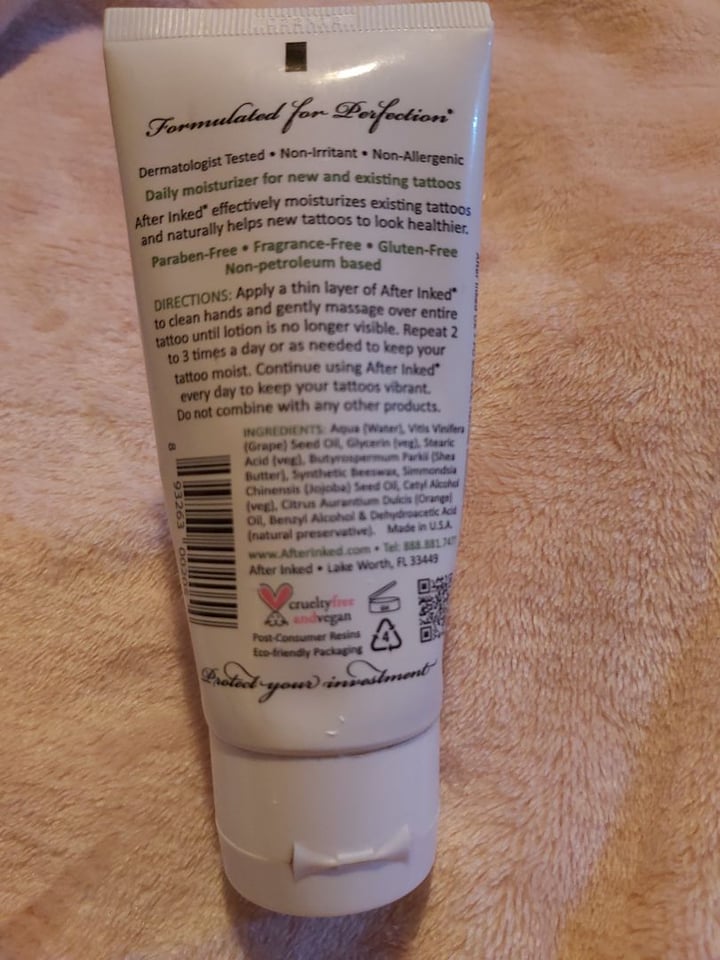 Formulated for Perfection®
Dermatologist Tested • Non-Irritant • Non-Allergenic
Daily moisturizer for new and existing tattoos
After Inked® effectively moisturizes existing tattoos
and naturally helps new tattoos to look healthier.
Paraben-Free • Fragrance-Free • Gluten-Free
Non-petroleum based
DIRECTIONS: Apply a thin layer of After Inked®
to clean hands and gently massage over entire
tattoo until lotion is no longer visible. Repeat 2
to 3 times a day or as needed to keep your
tattoo moist. Continue using After Inked®
every day to keep your tattoos vibrant.
Do not combine with any other products.
INGREDIENTS: Aqua (Water), Vitis Vinifera
(Grape) Seed Oil, Glycerin (veg), Stearic
Acid (veg), Butyrospermum Parkii (Shea
Butter), Synthetic Beeswax, Simmondsia
Chinensis (Jojoba) Seed Oil, Cetyl Alcohol
(veg), Citrus Aurantium Dulcis (Orange)
Oil, Benzyl Alcohol & Dehydroacetic Acid
(natural preservative). Made in U.S.A.
www.AfterInked.com • Tel: 888.881.
After Inked • Lake Worth, FL 33449
8 93263
crueltyfree
andvegan
Post-Consumer Resins
Eco-friendly Packaging
4
Protect your investment